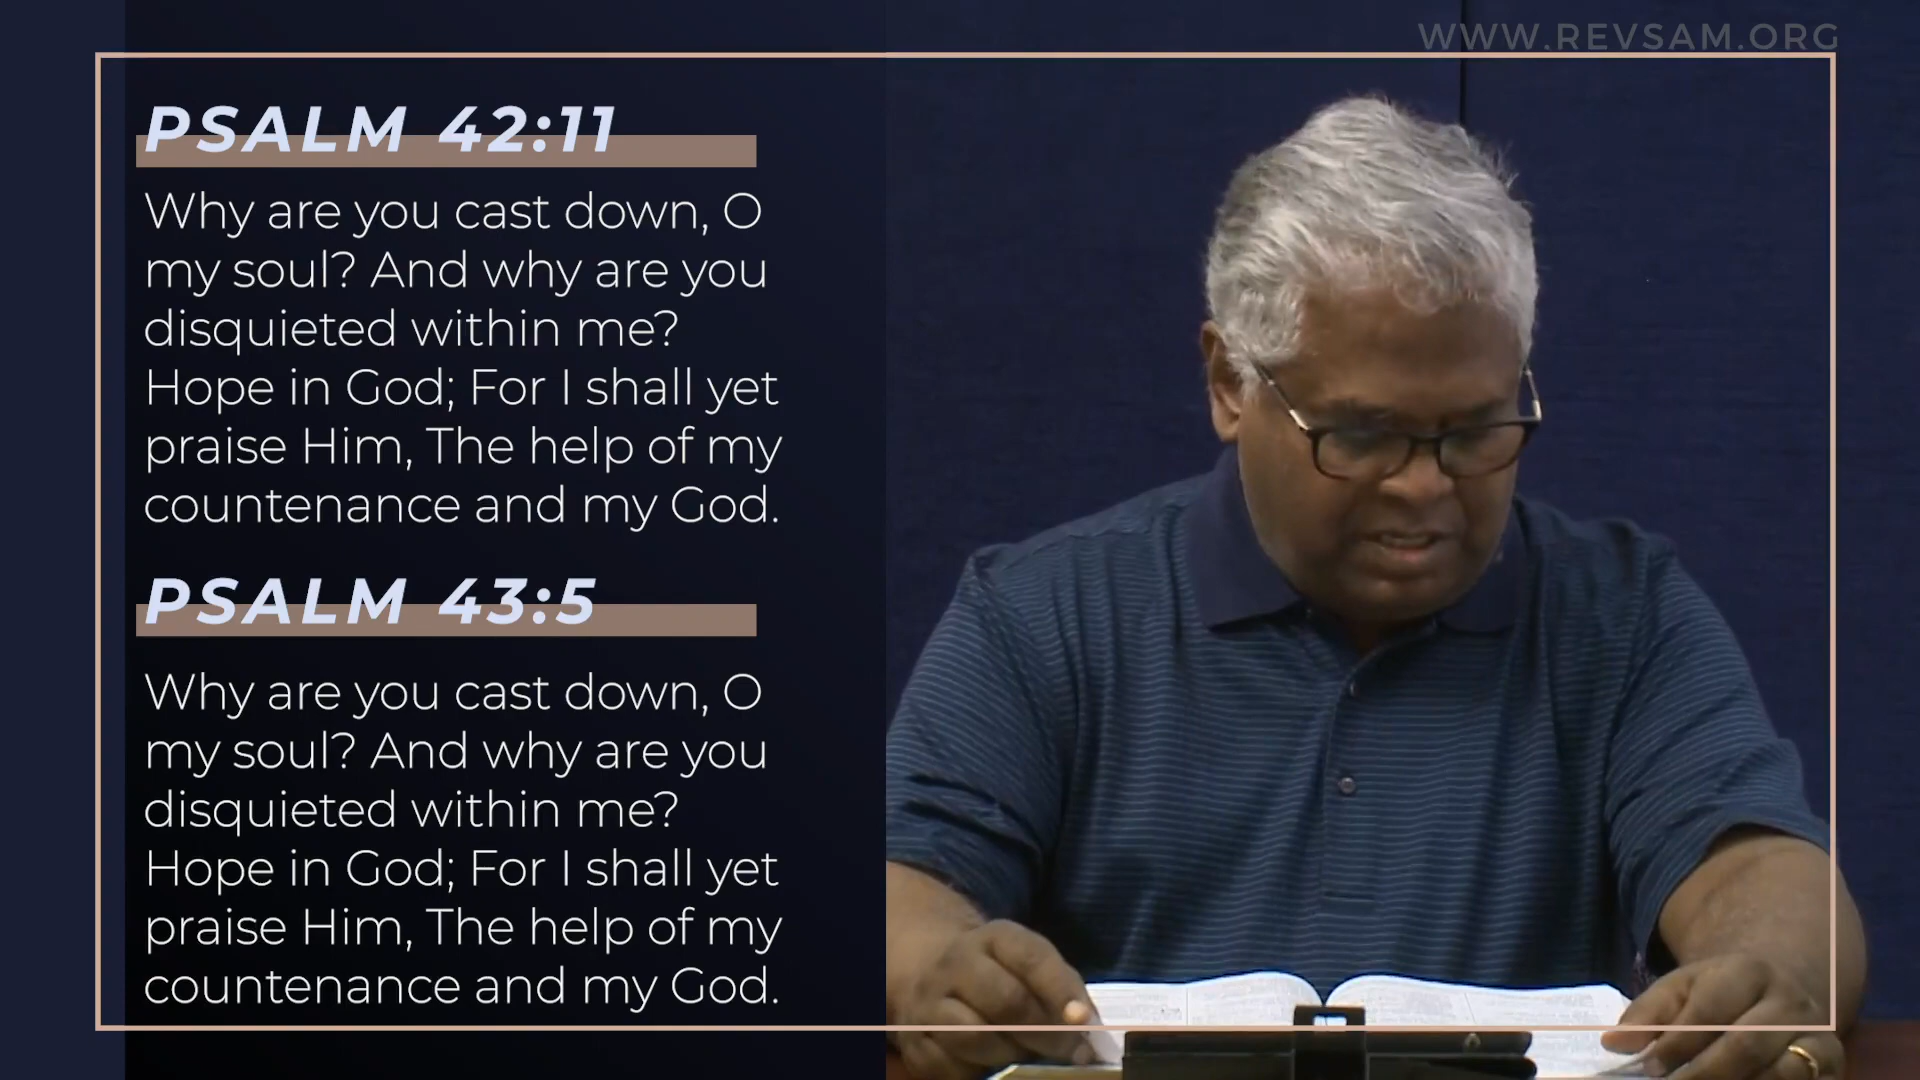 WWW.REVSAM.ORG
PSALM 42:11
Why are you cast down, O
my soul? And why are you
disquieted within me?
Hope in God; For I shall yet
praise Him, The help of my
countenance and my God.
PSALM 43:5
Why are you cast down, O
my soul? And why are you
disquieted within me?
Hope in God; For I shall yet
praise Him, The help of my
countenance and my God.